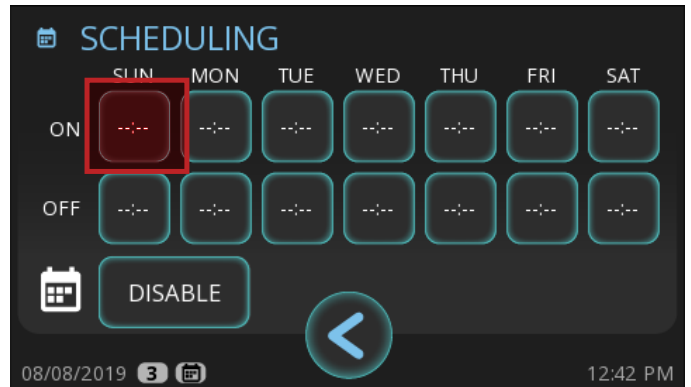 SCHEDULING
SUN MON TUE WED THU FRI SAT
ON --:-- --:-- --:-- --:-- --:-- --:-- --:--
OFF --:-- --:-- --:-- --:-- --:-- --:-- --:--
DISABLE
08/08/2019 3 12:42 PM